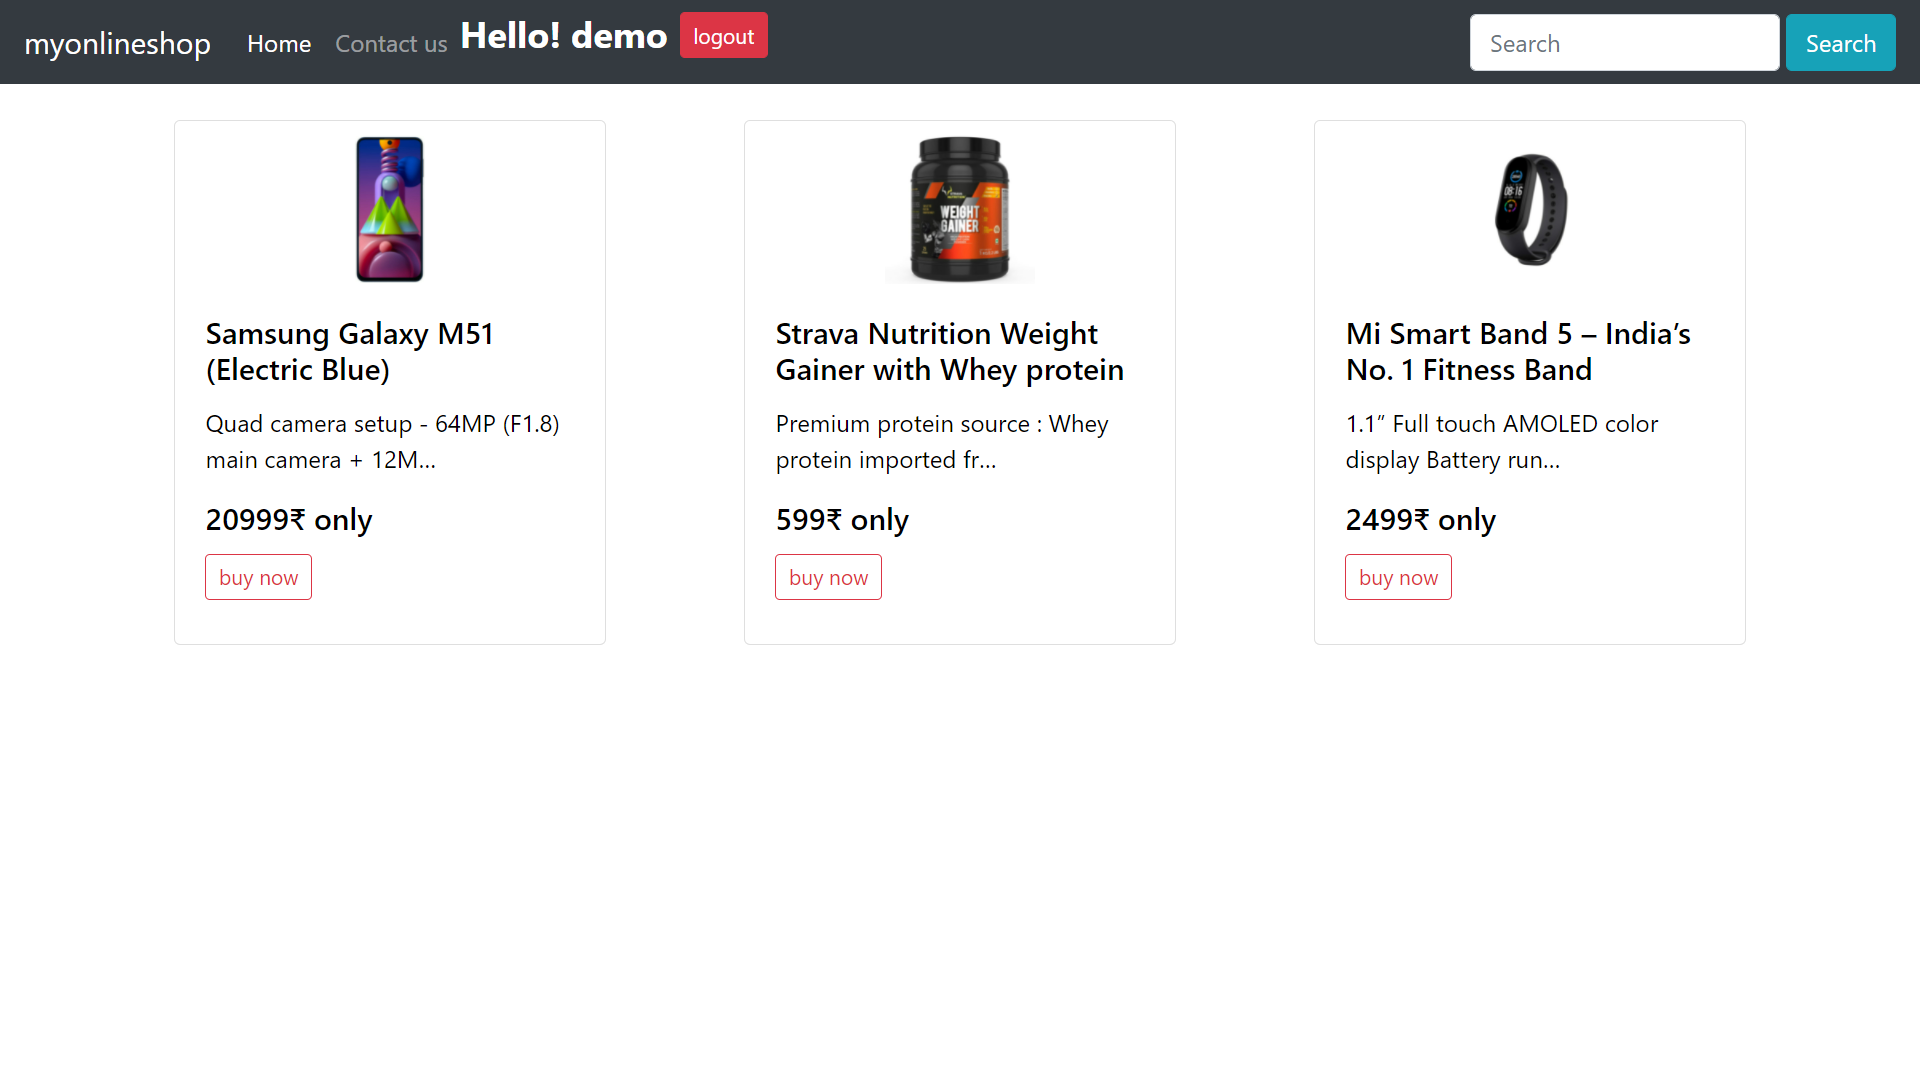 myonlineshop Home Contact us Hello! demo logout Search Search
WEIGHT
GAINER
08:16
Samsung Galaxy M51
(Electric Blue)
Quad camera setup - 64MP (F1.8)
main camera + 12M...
20999₹ only
buy now
Strava Nutrition Weight
Gainer with Whey protein
Premium protein source : Whey
protein imported fr...
599₹ only
buy now
Mi Smart Band 5 – India’s
No. 1 Fitness Band
1.1” Full touch AMOLED color
display Battery run...
2499₹ only
buy now